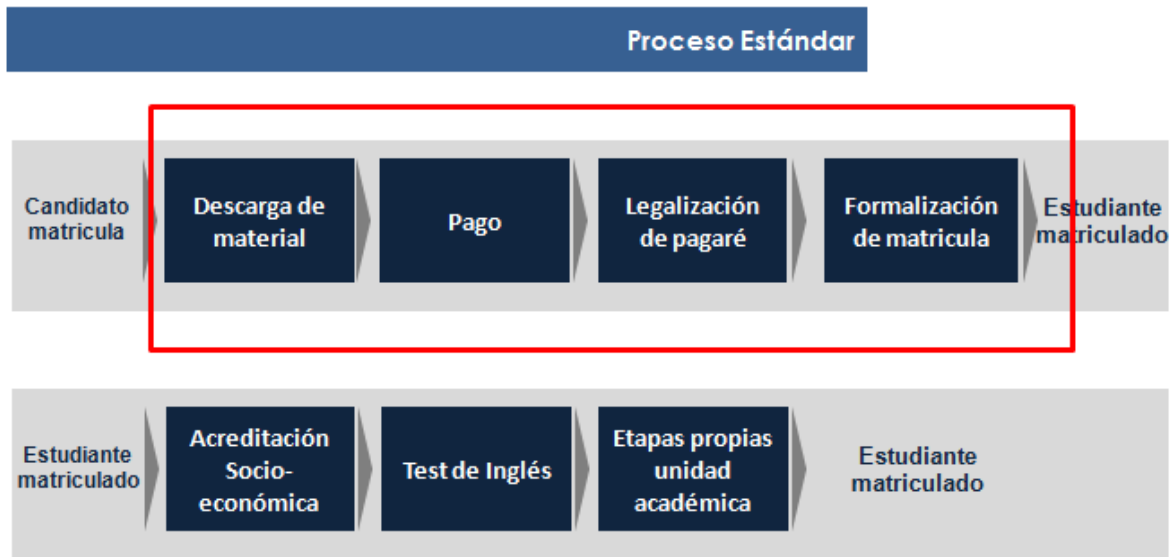 Proceso Estándar
Candidato
matricula
Descarga de
material
Pago
Legalización
de pagaré
Formalización
de matricula
Estudiante
matriculado
Estudiante
matriculado
Acreditación
Socio-
económica
Test de Inglés
Etapas propias
unidad
académica
Estudiante
matriculado